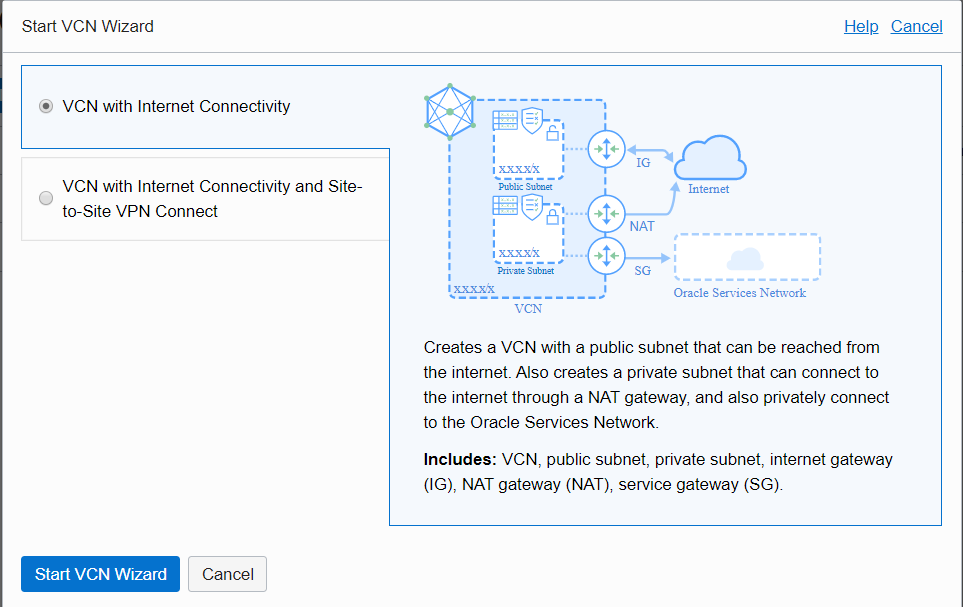 Start VCN Wizard
Help Cancel
VCN with Internet Connectivity
VCN with Internet Connectivity and Site-
to-Site VPN Connect
X.X.X.X/X
Public Subnet
X.X.X.X/X
Private Subnet
X.X.X.X/X
VCN
IG
Internet
NAT
SG
Oracle Services Network
Creates a VCN with a public subnet that can be reached from
the internet. Also creates a private subnet that can connect to
the internet through a NAT gateway, and also privately connect
to the Oracle Services Network.
Includes: VCN, public subnet, private subnet, internet gateway
(IG), NAT gateway (NAT), service gateway (SG).
Start VCN Wizard
Cancel